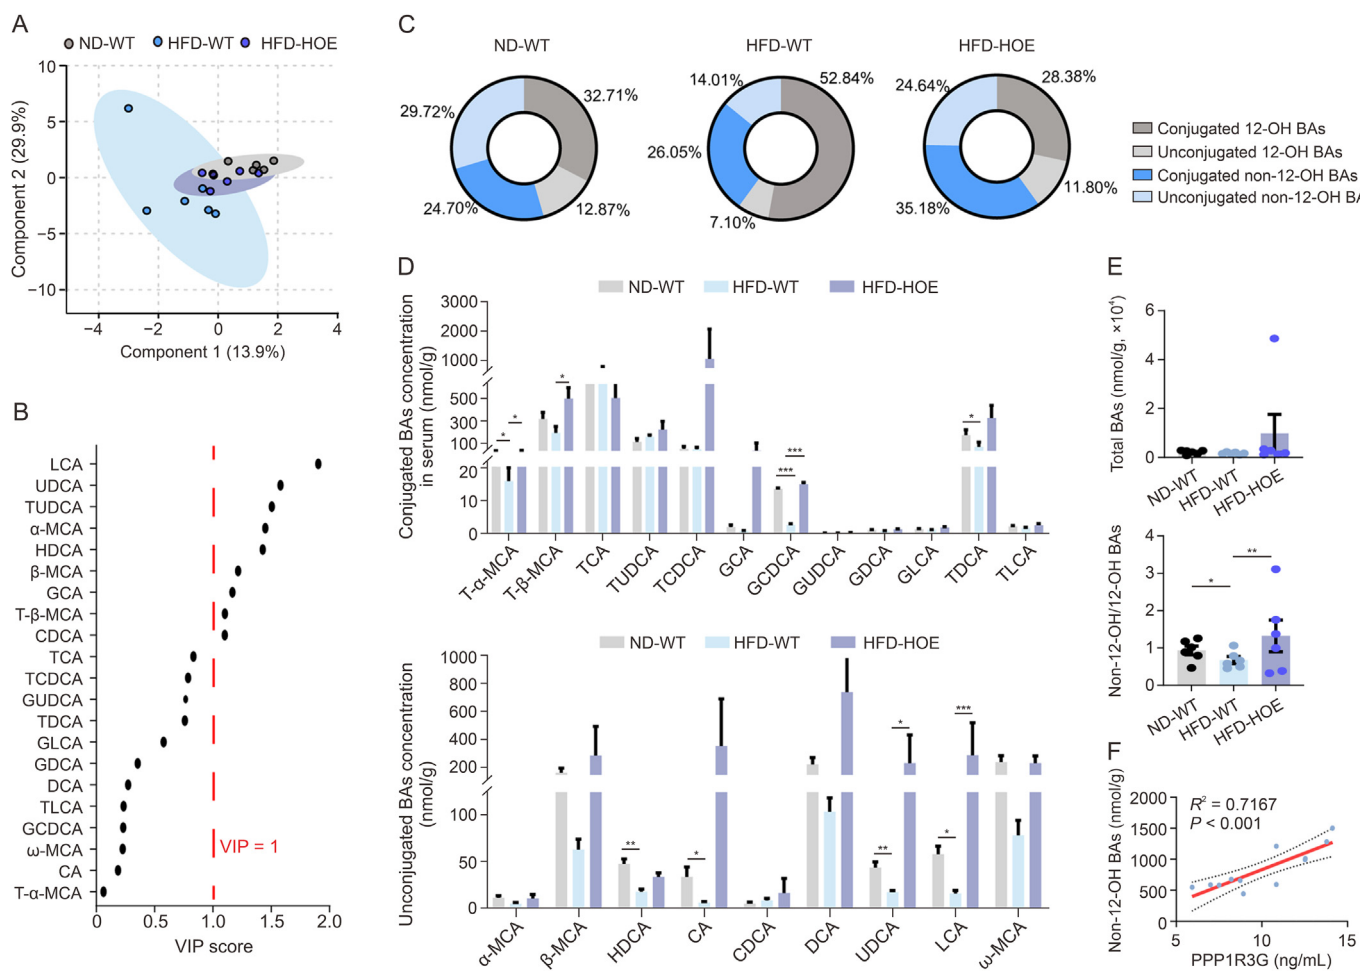 A
ND-WT HFD-WT HFD-HOE
Component 2 (29.9%)
10
5
0
−5
−10
−4 −2 0 2 4
Component 1 (13.9%)
B
LCA
UDCA
TUDCA
α-MCA
HDCA
β-MCA
GCA
T-β-MCA
CDCA
TCA
TCDCA
GUDCA
TDCA
GLCA
GDCA
DCA
TLCA
GCDCA
ω-MCA
CA
T-α-MCA
VIP = 1
0 0.5 1.0 1.5 2.0
VIP score
C
ND-WT HFD-WT HFD-HOE
32.71%
12.87%
24.70%
29.72%
52.84%
7.10%
26.05%
14.01%
28.38%
11.80%
35.18%
24.64%
Conjugated 12-OH BAs
Unconjugated 12-OH BAs
Conjugated non-12-OH BAs
Unconjugated non-12-OH BA
D
ND-WT HFD-WT HFD-HOE
Conjugated BAs concentration
in serum (nmol/g)
3000
2000
1000
500
300
100
20
10
0
* * * *** *** *
T-α-MCA T-β-MCA TCA TUDCA TCDCA GCA GCDCA GUDCA GDCA GLCA TDCA TLCA
ND-WT HFD-WT HFD-HOE
Unconjugated BAs concentration
(nmol/g)
1000
800
600
400
200
100
50
0
** * ** * * ***
α-MCA β-MCA HDCA CA CDCA DCA UDCA LCA ω-MCA
E
Total BAs (nmol/g, ×10⁴)
6
4
2
0
ND-WT HFD-WT HFD-HOE
Non-12-OH/12-OH BAs
4
3
2
1
0
* **
ND-WT HFD-WT HFD-HOE
F
Non-12-OH BAs (nmol/g)
2000
1500
1000
500
0
R² = 0.7167
P < 0.001
5 10 15
PPP1R3G (ng/mL)